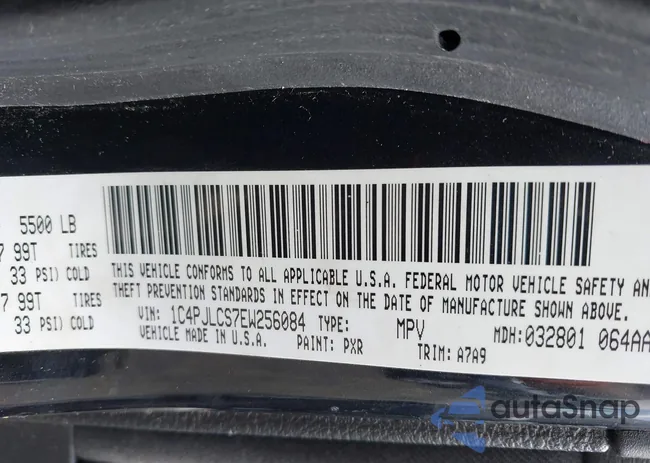 5500 LB
99T TIRES
33 PSI) COLD
99T TIRES
33 PSI) COLD
THIS VEHICLE CONFORMS TO ALL APPLICABLE U.S.A. FEDERAL MOTOR VEHICLE SAFETY AN
THEFT PREVENTION STANDARDS IN EFFECT ON THE DATE OF MANUFACTURE SHOWN ABOVE.
VIN: 1C4PJLCS7EW256084 TYPE: MPV MDH:032801 064AA
VEHICLE MADE IN U.S.A. PAINT: PXR TRIM: A7A9
autoSnap